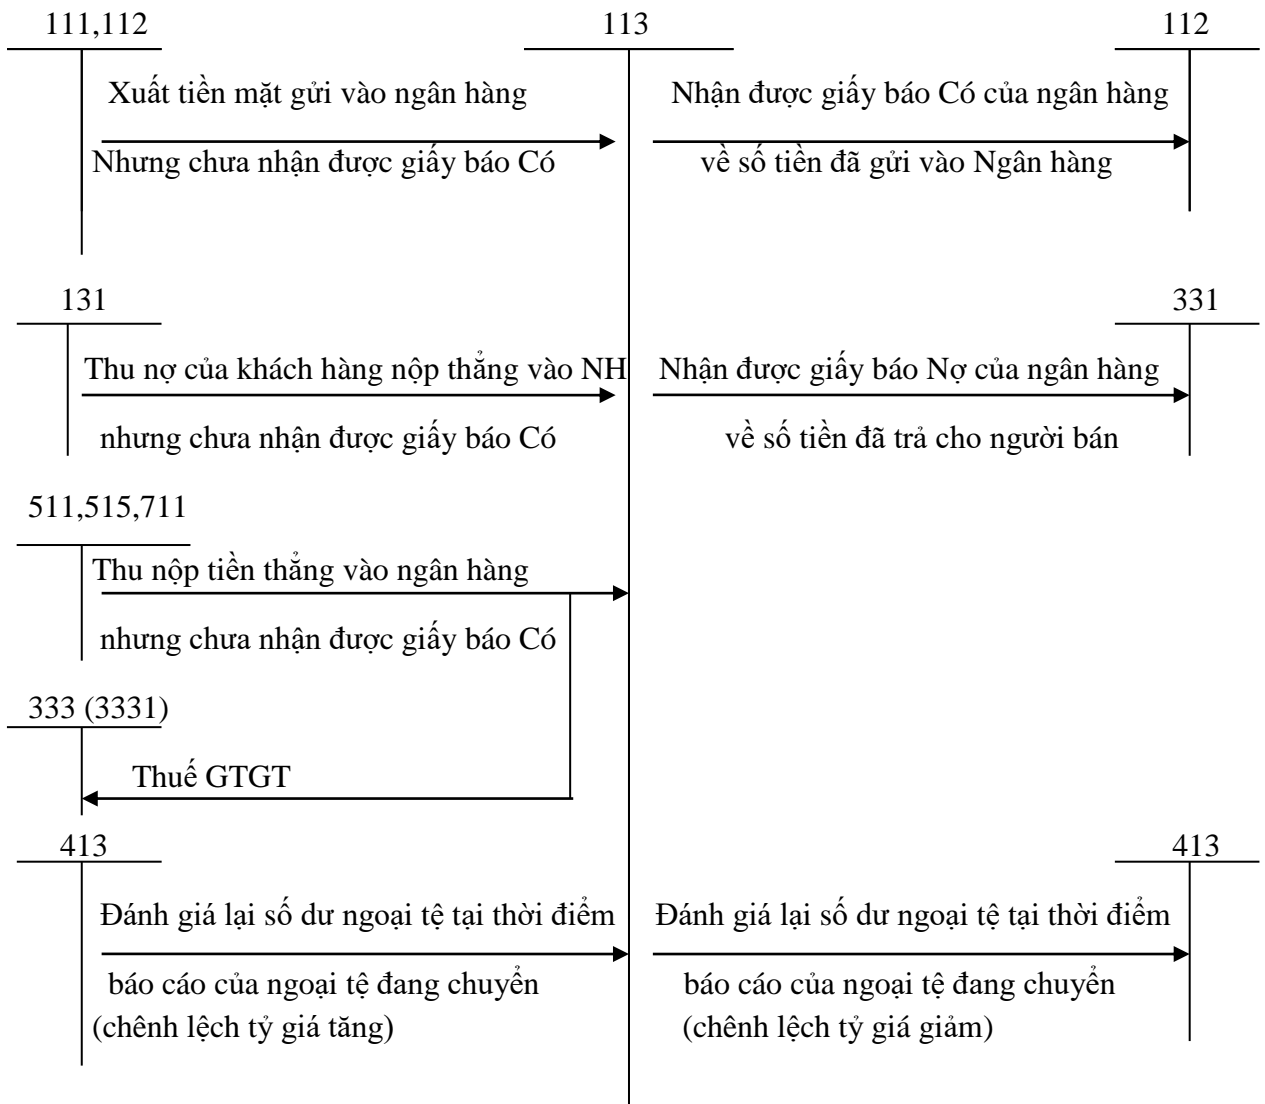 111,112
113
112
Xuất tiền mặt gửi vào ngân hàng
Nhưng chưa nhận được giấy báo Có
Nhận được giấy báo Có của ngân hàng
về số tiền đã gửi vào Ngân hàng
131
331
Thu nợ của khách hàng nộp thẳng vào NH
nhưng chưa nhận được giấy báo Có
Nhận được giấy báo Nợ của ngân hàng
về số tiền đã trả cho người bán
511,515,711
Thu nộp tiền thẳng vào ngân hàng
nhưng chưa nhận được giấy báo Có
333 (3331)
Thuế GTGT
413
413
Đánh giá lại số dư ngoại tệ tại thời điểm
báo cáo của ngoại tệ đang chuyển
(chênh lệch tỷ giá tăng)
Đánh giá lại số dư ngoại tệ tại thời điểm
báo cáo của ngoại tệ đang chuyển
(chênh lệch tỷ giá giảm)